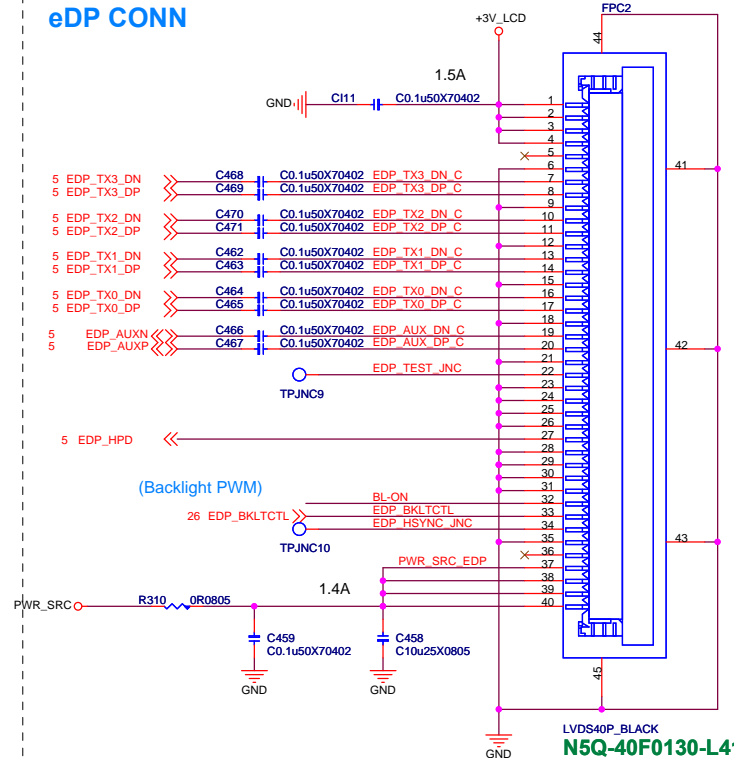 eDP CONN
+3V_LCD
FPC2
44
1.5A
GND
CI11
C0.1u50X70402
1
2
3
4
5
6
41
5 EDP_TX3_DN C468 C0.1u50X70402 EDP_TX3_DN_C 7
5 EDP_TX3_DP C469 C0.1u50X70402 EDP_TX3_DP_C 8
9
5 EDP_TX2_DN C470 C0.1u50X70402 EDP_TX2_DN_C 10
5 EDP_TX2_DP C471 C0.1u50X70402 EDP_TX2_DP_C 11
12
5 EDP_TX1_DN C462 C0.1u50X70402 EDP_TX1_DN_C 13
5 EDP_TX1_DP C463 C0.1u50X70402 EDP_TX1_DP_C 14
15
5 EDP_TX0_DN C464 C0.1u50X70402 EDP_TX0_DN_C 16
5 EDP_TX0_DP C465 C0.1u50X70402 EDP_TX0_DP_C 17
18
5 EDP_AUXN C466 C0.1u50X70402 EDP_AUX_DN_C 19
5 EDP_AUXP C467 C0.1u50X70402 EDP_AUX_DP_C 20
42
21
EDP_TEST_JNC 22
TPJNC9
23
24
25
26
5 EDP_HPD 27
28
29
30
31
(Backlight PWM)
BL-ON 32
26 EDP_BKLTCTL EDP_BKLTCTL 33
EDP_HSYNC_JNC 34
TPJNC10
35
43
36
PWR_SRC_EDP 37
38
1.4A
39
PWR_SRC R310 0R0805 40
C459
C0.1u50X70402
C458
C10u25X0805
GND
GND
45
GND
LVDS40P_BLACK
N5Q-40F0130-L4